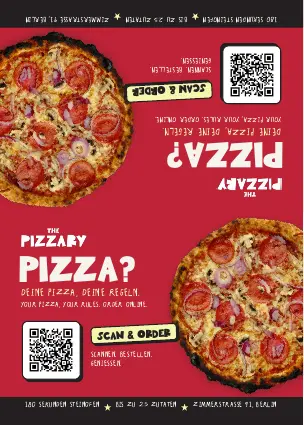 180 SEKUNDEN STEINOFEN ★ BIS ZU 25 ZUTATEN ★ ZIMMERSTRASSE 91, BERLIN
THE
PIZZABY
PIZZA?
DEINE PIZZA, DEINE REGELN.
YOUR PIZZA, YOUR RULES. ORDER ONLINE.
SCAN & ORDER
SCANNEN. BESTELLEN.
GENIESSEN.
THE
PIZZABY
PIZZA?
DEINE PIZZA, DEINE REGELN.
YOUR PIZZA, YOUR RULES. ORDER ONLINE.
SCAN & ORDER
SCANNEN. BESTELLEN.
GENIESSEN.
180 SEKUNDEN STEINOFEN ★ BIS ZU 25 ZUTATEN ★ ZIMMERSTRASSE 91, BERLIN